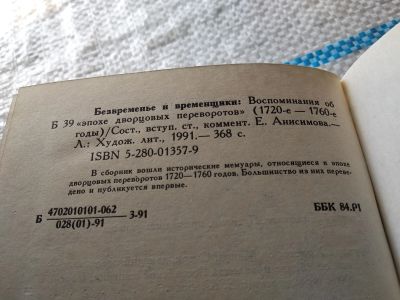 Безвременье и временщики: Воспоминания об
Б 39 «эпохе дворцовых переворотов» (1720-е — 1760-е
годы)/Сост., вступ. ст., коммент. Е. Анисимова.—
Л.: Худож. лит., 1991.— 368 с.
ISBN 5-280-01357-9
В сборник вошли исторические мемуары, относящиеся к эпохе
дворцовых переворотов 1720—1760 годов. Большинство из них переве-
дено и публикуется впервые.
Б 4702010101-062 3-91
028(01)-91
ББК 84.Р1